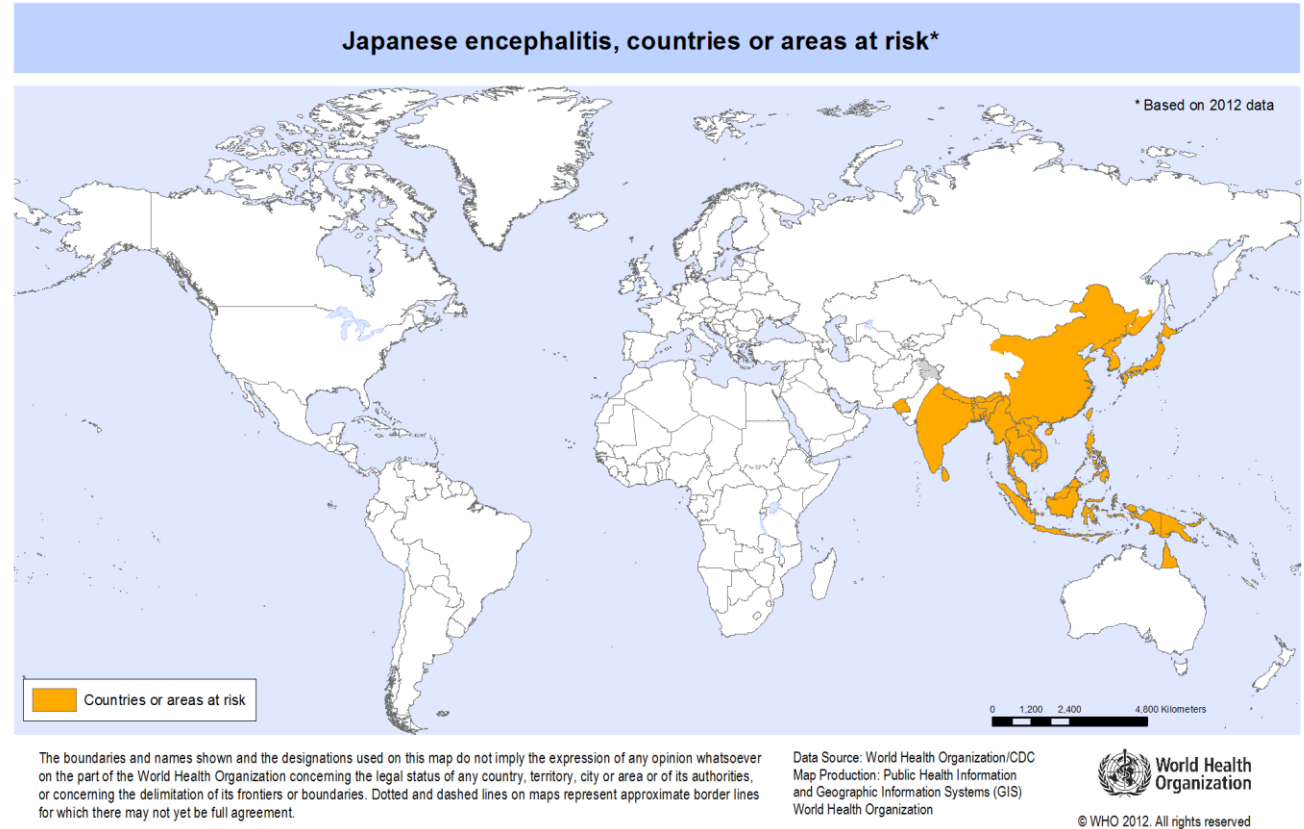 Japanese encephalitis, countries or areas at risk*
* Based on 2012 data
Countries or areas at risk
0 1,200 2,400 4,800 Kilometers
The boundaries and names shown and the designations used on this map do not imply the expression of any opinion whatsoever
on the part of the World Health Organization concerning the legal status of any country, territory, city or area or of its authorities,
or concerning the delimitation of its frontiers or boundaries. Dotted and dashed lines on maps represent approximate border lines
for which there may not yet be full agreement.
Data Source: World Health Organization/CDC
Map Production: Public Health Information
and Geographic Information Systems (GIS)
World Health Organization
World Health
Organization
© WHO 2012. All rights reserved